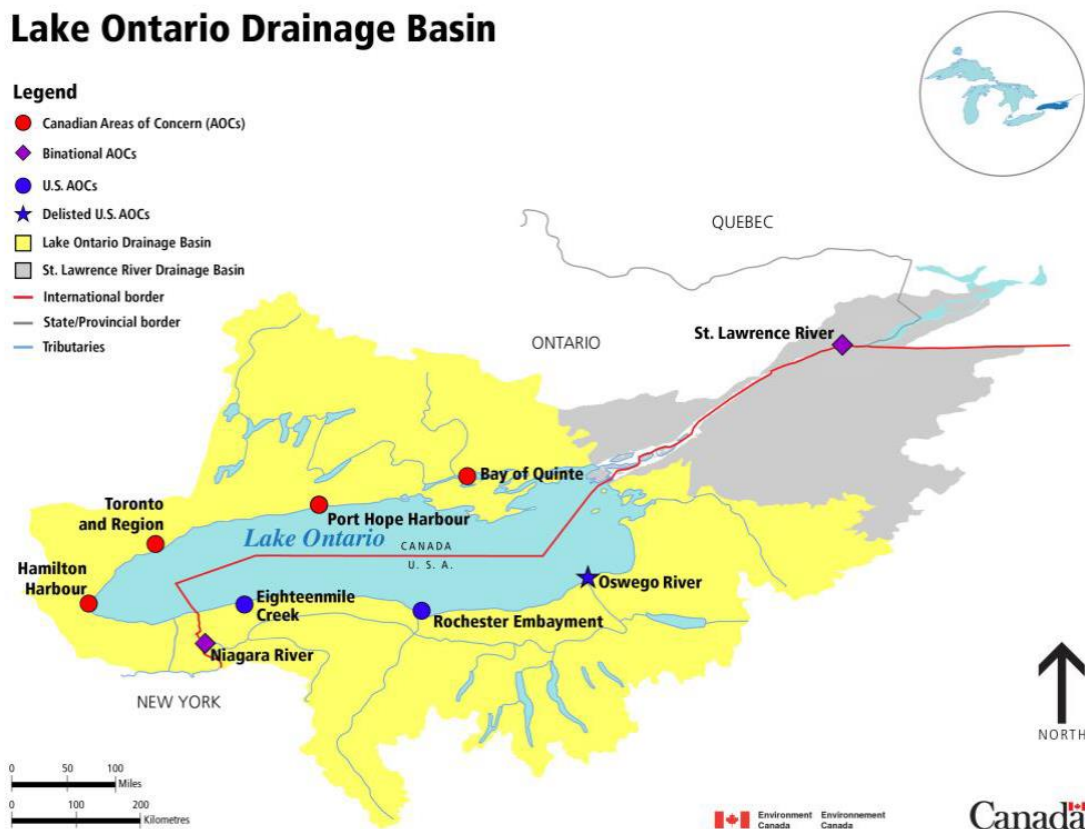 Lake Ontario Drainage Basin
Legend
Canadian Areas of Concern (AOCs)
Binational AOCs
U.S. AOCs
Delisted U.S. AOCs
Lake Ontario Drainage Basin
St. Lawrence River Drainage Basin
International border
State/Provincial border
Tributaries
QUEBEC
ONTARIO
St. Lawrence River
Bay of Quinte
Toronto
and Region
Port Hope Harbour
Lake Ontario
CANADA
U. S. A.
Hamilton
Harbour
Eighteenmile
Creek
Oswego River
Rochester Embayment
Niagara River
NEW YORK
NORTH
0 50 100
Miles
0 100 200
Kilometres
Environment Environnement
Canada Canada
Canada